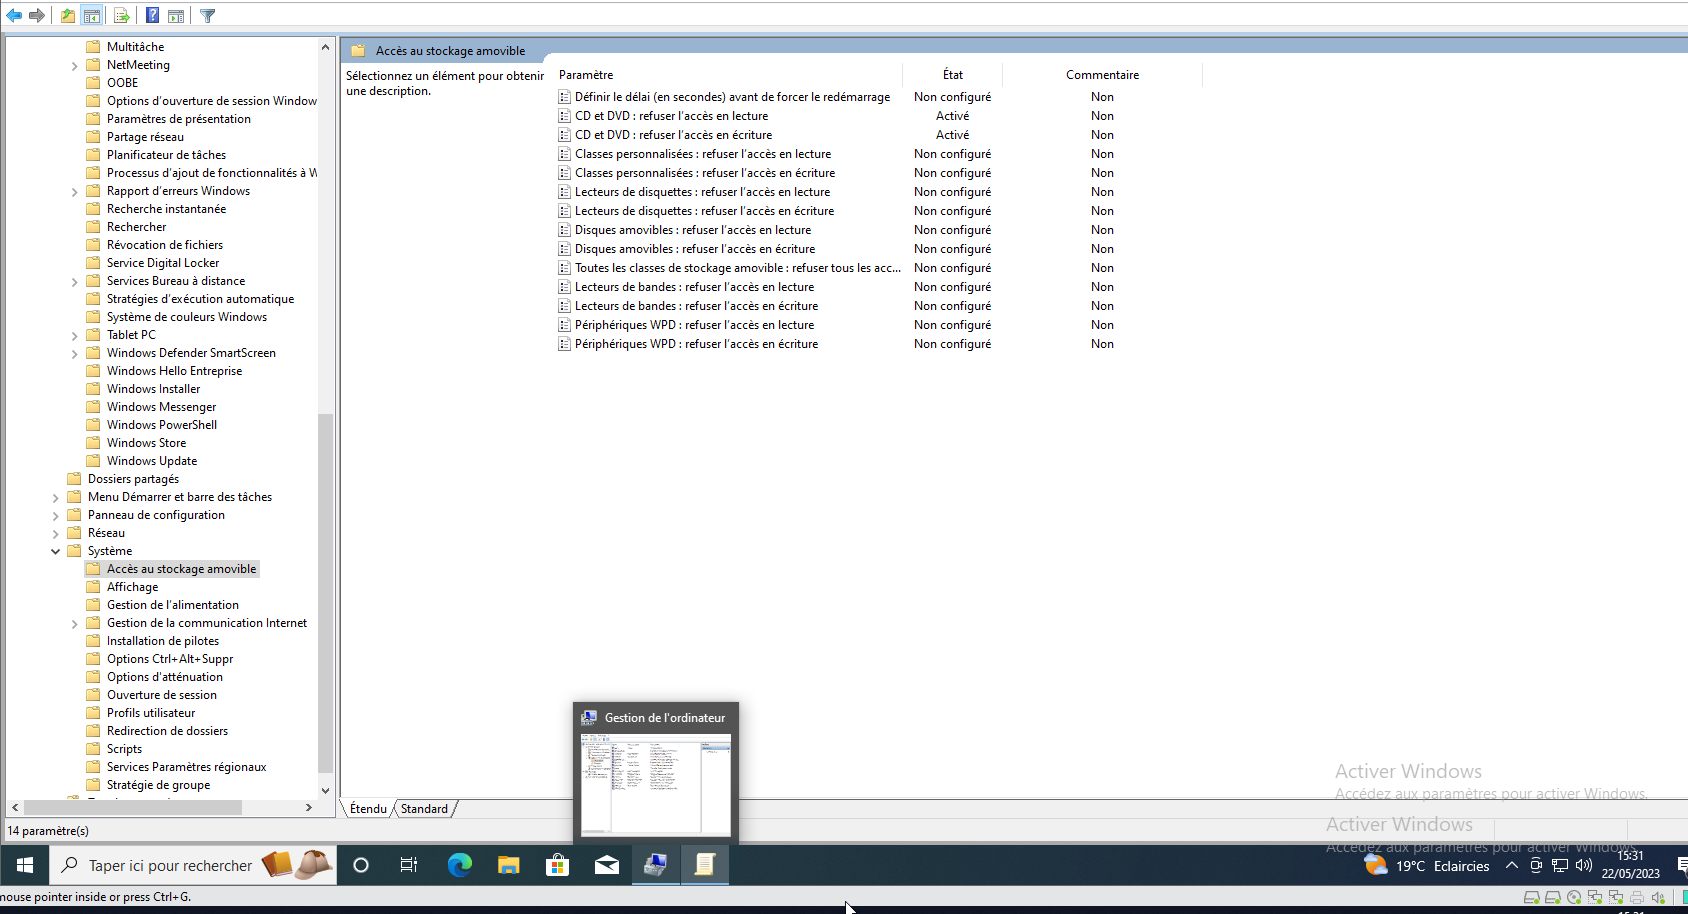 Multitâche
NetMeeting
OOBE
Options d'ouverture de session Window
Paramètres de présentation
Partage réseau
Planificateur de tâches
Processus d'ajout de fonctionnalités à W
Rapport d'erreurs Windows
Recherche instantanée
Rechercher
Révocation de fichiers
Service Digital Locker
Services Bureau à distance
Stratégies d'exécution automatique
Système de couleurs Windows
Tablet PC
Windows Defender SmartScreen
Windows Hello Entreprise
Windows Installer
Windows Messenger
Windows PowerShell
Windows Store
Windows Update
Dossiers partagés
Menu Démarrer et barre des tâches
Panneau de configuration
Réseau
Système
Accès au stockage amovible
Affichage
Gestion de l'alimentation
Gestion de la communication Internet
Installation de pilotes
Options Ctrl+Alt+Suppr
Options d'atténuation
Ouverture de session
Profils utilisateur
Redirection de dossiers
Scripts
Services Paramètres régionaux
Stratégie de groupe
Accès au stockage amovible
Sélectionnez un élément pour obtenir
une description.
Paramètre État Commentaire
Définir le délai (en secondes) avant de forcer le redémarrage Non configuré Non
CD et DVD : refuser l'accès en lecture Activé Non
CD et DVD : refuser l'accès en écriture Activé Non
Classes personnalisées : refuser l'accès en lecture Non configuré Non
Classes personnalisées : refuser l'accès en écriture Non configuré Non
Lecteurs de disquettes : refuser l'accès en lecture Non configuré Non
Lecteurs de disquettes : refuser l'accès en écriture Non configuré Non
Disques amovibles : refuser l'accès en lecture Non configuré Non
Disques amovibles : refuser l'accès en écriture Non configuré Non
Toutes les classes de stockage amovible : refuser tous les acc... Non configuré Non
Lecteurs de bandes : refuser l'accès en lecture Non configuré Non
Lecteurs de bandes : refuser l'accès en écriture Non configuré Non
Périphériques WPD : refuser l'accès en lecture Non configuré Non
Périphériques WPD : refuser l'accès en écriture Non configuré Non
Gestion de l'ordinateur
Activer Windows
Accédez aux paramètres pour activer Windows.
Étendu Standard
Activer Windows
Accédez aux paramètres pour activer Windows.
14 paramètre(s)
Taper ici pour rechercher
19°C Eclaircies
15:31
22/05/2023
mouse pointer inside or press Ctrl+G.